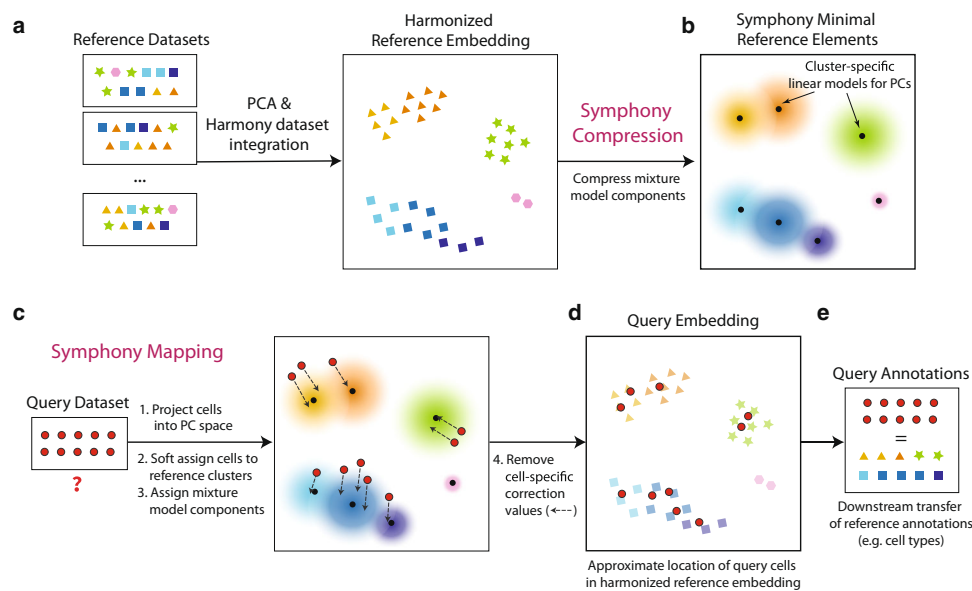 a
Reference Datasets
...
PCA &
Harmony dataset
integration
Harmonized
Reference Embedding
Symphony
Compression
Compress mixture
model components
b
Symphony Minimal
Reference Elements
Cluster-specific
linear models for PCs
c
Symphony Mapping
Query Dataset
?
1. Project cells
into PC space
2. Soft assign cells to
reference clusters
3. Assign mixture
model components
4. Remove
cell-specific
correction
values (←---)
d
Query Embedding
Approximate location of query cells
in harmonized reference embedding
e
Query Annotations
=
Downstream transfer
of reference annotations
(e.g. cell types)